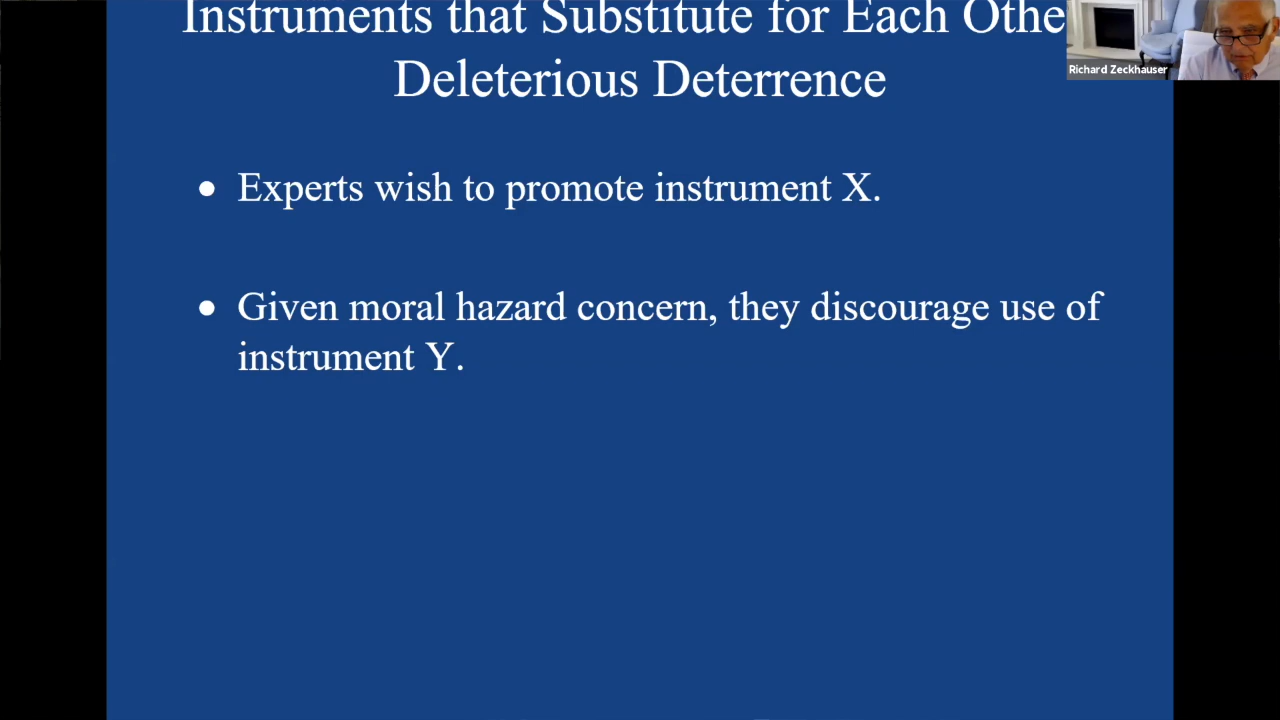 Instruments that Substitute for Each Othe
Deleterious Deterrence
Richard Zeckhauser
• Experts wish to promote instrument X.
• Given moral hazard concern, they discourage use of
instrument Y.